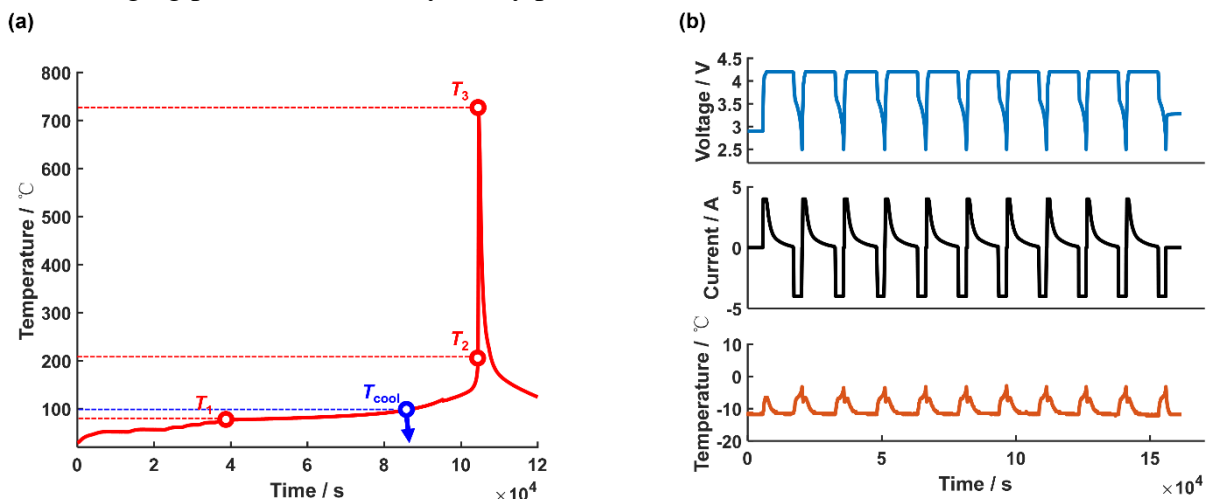 (a)
Temperature / ℃
800
700
600
500
400
300
200
100
T3
T2
T1
Tcool
0 2 4 6 8 10 12
Time / s
×10^4
(b)
Voltage / V
4.5
4
3.5
3
2.5
Current / A
5
0
-5
Temperature / ℃
10
0
-10
-20
0 5 10 15
Time / s
×10^4